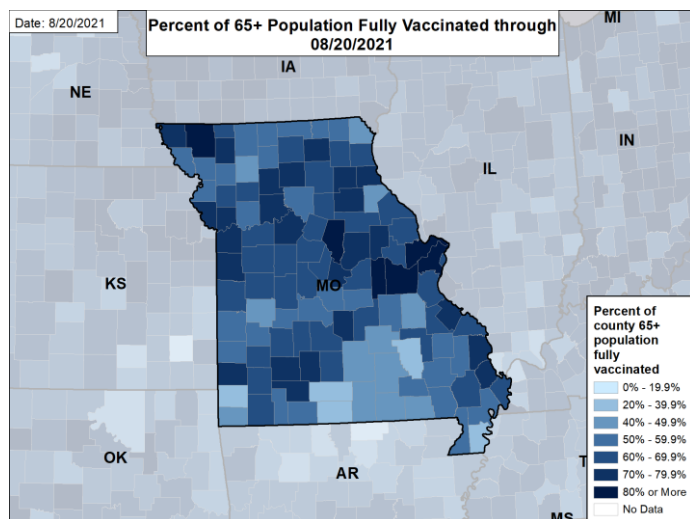 Date: 8/20/2021
Percent of 65+ Population Fully Vaccinated through
08/20/2021
MI
IA
NE
IN
IL
KS
MO
OK
AR
T
MS
Percent of
county 65+
population
fully
vaccinated
0% - 19.9%
20% - 39.9%
40% - 49.9%
50% - 59.9%
60% - 69.9%
70% - 79.9%
80% or More
No Data